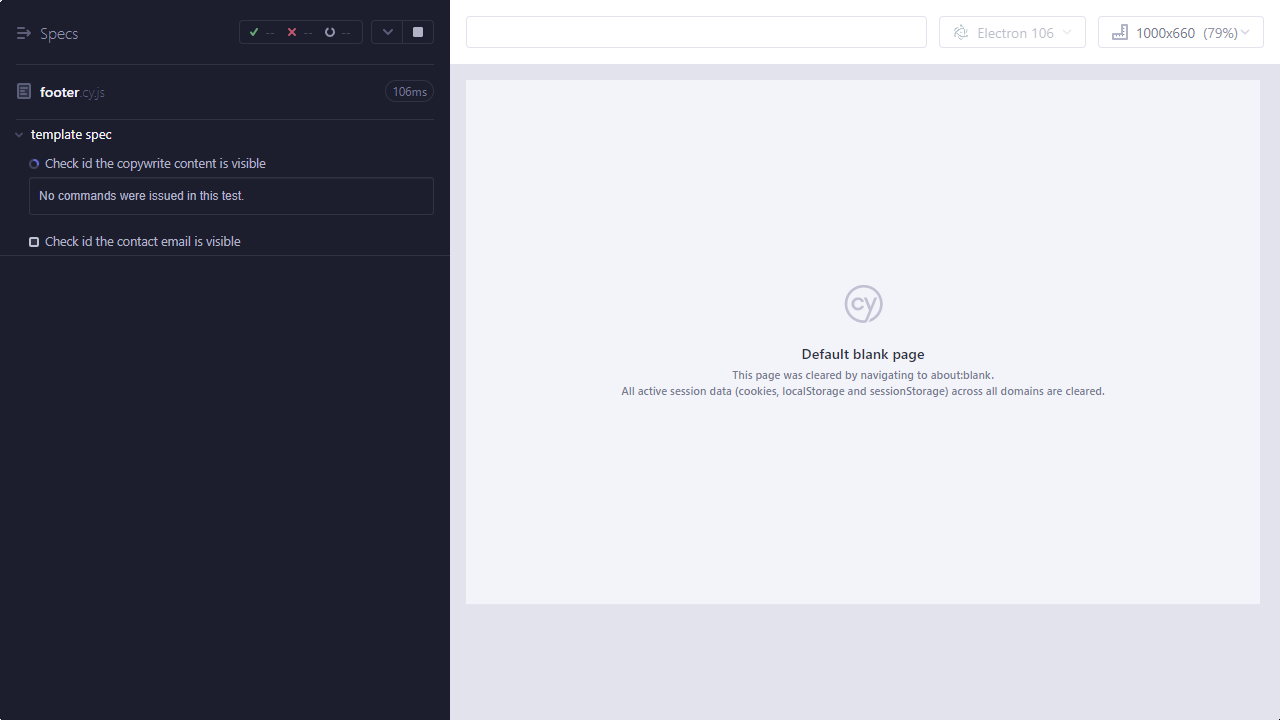 Specs
-- -- --
footer.cy.js
106ms
template spec
Check id the copywrite content is visible
No commands were issued in this test.
Check id the contact email is visible
Electron 106
1000x660 (79%)
cy
Default blank page
This page was cleared by navigating to about:blank.
All active session data (cookies, localStorage and sessionStorage) across all domains are cleared.